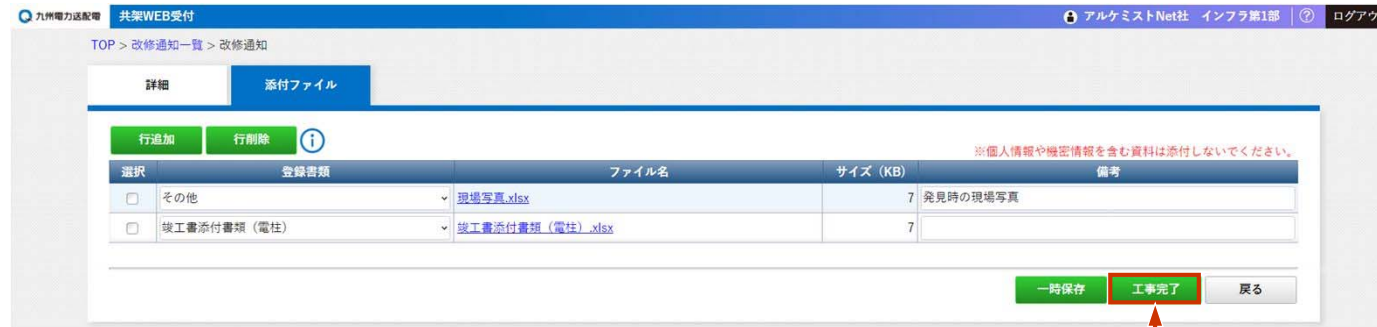 九州電力送配電 共架WEB受付 アルケミストNet社 インフラ第1部 ? ログアウ
TOP > 改修通知一覧 > 改修通知
詳細 添付ファイル
行追加 行削除 i
※個人情報や機密情報を含む資料は添付しないでください。
選択 登録書類 ファイル名 サイズ（KB） 備考
その他 現場写真.xlsx 7 発見時の現場写真
竣工書添付書類（電柱） 竣工書添付書類（電柱）.xlsx 7
一時保存 工事完了 戻る